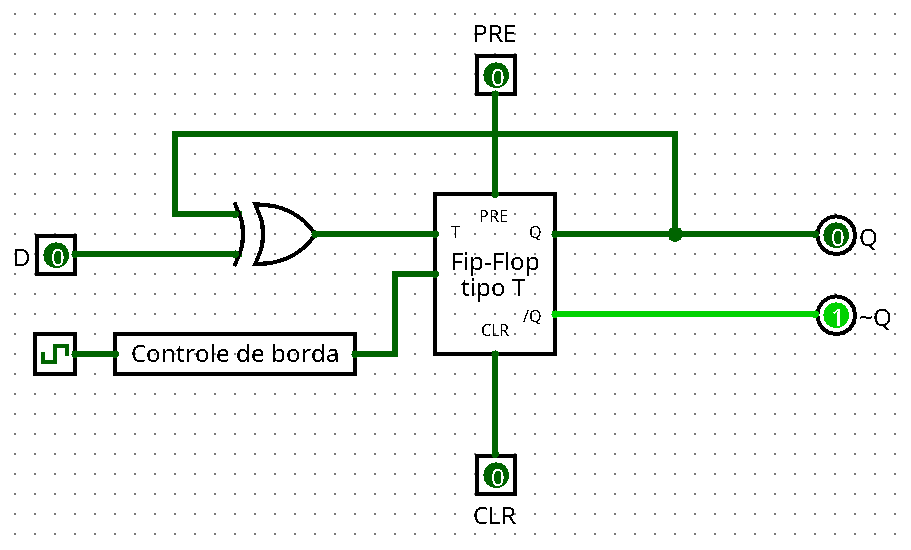 PRE
0
PRE
T
Q
D
0
Fip-Flop
tipo T
0
Q
/Q
1
~Q
CLR
Controle de borda
0
CLR